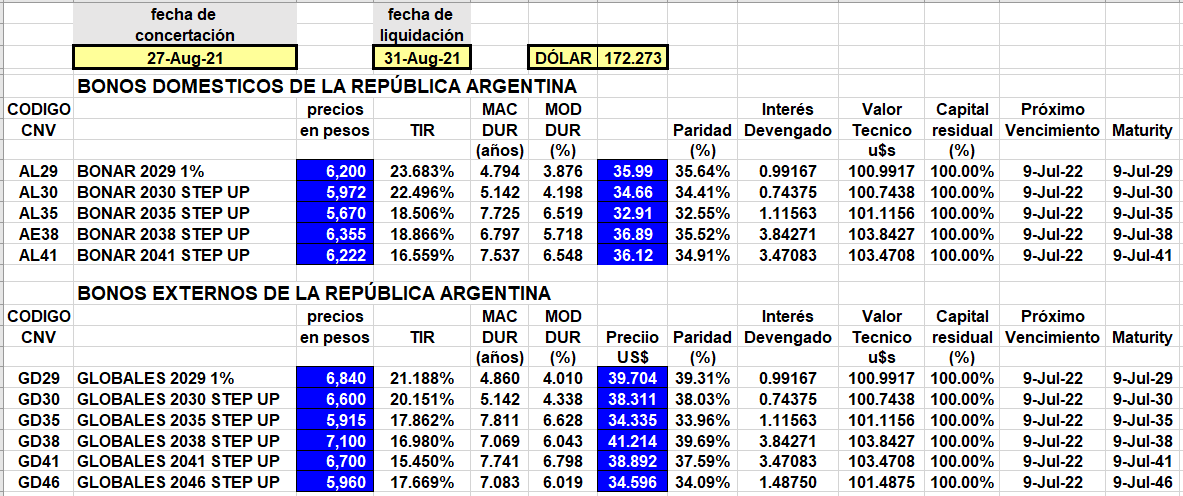 fecha de fecha de
concertación liquidación
27-Aug-21 31-Aug-21 DÓLAR 172.273
BONOS DOMESTICOS DE LA REPÚBLICA ARGENTINA
CODIGO precios MAC MOD Interés Valor Capital Próximo
CNV en pesos TIR DUR DUR Paridad Devengado Tecnico residual Vencimiento Maturity
(años) (%) (%) u$s (%)
AL29 BONAR 2029 1% 6,200 23.683% 4.794 3.876 35.99 35.64% 0.99167 100.9917 100.00% 9-Jul-22 9-Jul-29
AL30 BONAR 2030 STEP UP 5,972 22.496% 5.142 4.198 34.66 34.41% 0.74375 100.7438 100.00% 9-Jul-22 9-Jul-30
AL35 BONAR 2035 STEP UP 5,670 18.506% 7.725 6.519 32.91 32.55% 1.11563 101.1156 100.00% 9-Jul-22 9-Jul-35
AE38 BONAR 2038 STEP UP 6,355 18.866% 6.797 5.718 36.89 35.52% 3.84271 103.8427 100.00% 9-Jul-22 9-Jul-38
AL41 BONAR 2041 STEP UP 6,222 16.559% 7.537 6.548 36.12 34.91% 3.47083 103.4708 100.00% 9-Jul-22 9-Jul-41
BONOS EXTERNOS DE LA REPÚBLICA ARGENTINA
CODIGO precios MAC MOD Interés Valor Capital Próximo
CNV en pesos TIR DUR DUR Preciio Paridad Devengado Tecnico residual Vencimiento Maturity
(años) (%) US$ (%) u$s (%)
GD29 GLOBALES 2029 1% 6,840 21.188% 4.860 4.010 39.704 39.31% 0.99167 100.9917 100.00% 9-Jul-22 9-Jul-29
GD30 GLOBALES 2030 STEP UP 6,600 20.151% 5.142 4.338 38.311 38.03% 0.74375 100.7438 100.00% 9-Jul-22 9-Jul-30
GD35 GLOBALES 2035 STEP UP 5,915 17.862% 7.811 6.628 34.335 33.96% 1.11563 101.1156 100.00% 9-Jul-22 9-Jul-35
GD38 GLOBALES 2038 STEP UP 7,100 16.980% 7.069 6.043 41.214 39.69% 3.84271 103.8427 100.00% 9-Jul-22 9-Jul-38
GD41 GLOBALES 2041 STEP UP 6,700 15.450% 7.741 6.798 38.892 37.59% 3.47083 103.4708 100.00% 9-Jul-22 9-Jul-41
GD46 GLOBALES 2046 STEP UP 5,960 17.669% 7.083 6.019 34.596 34.09% 1.48750 101.4875 100.00% 9-Jul-22 9-Jul-46